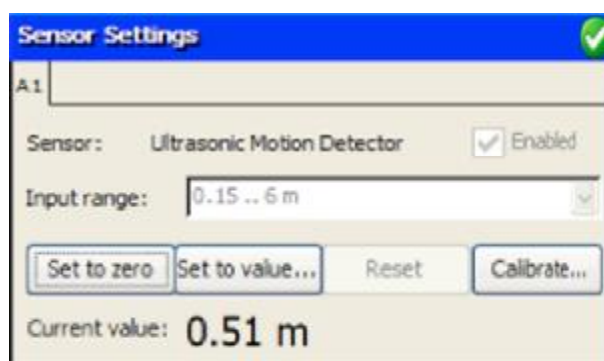 Sensor Settings
A1
Sensor: Ultrasonic Motion Detector Enabled
Input range: 0.15 .. 6 m
Set to zero Set to value... Reset Calibrate...
Current value: 0.51 m